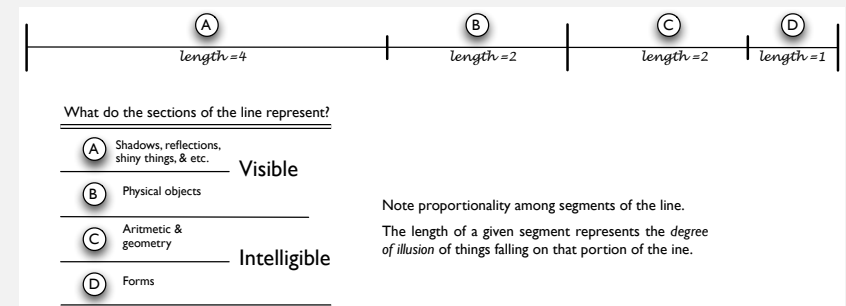 A B C D
length=4 length=2 length=2 length=1
What do the sections of the line represent?
A Shadows, reflections,
shiny things, & etc.
Visible
B Physical objects
C Aritmetic &
geometry
Intelligible
D Forms
Note proportionality among segments of the line.
The length of a given segment represents the degree
of illusion of things falling on that portion of the ine.